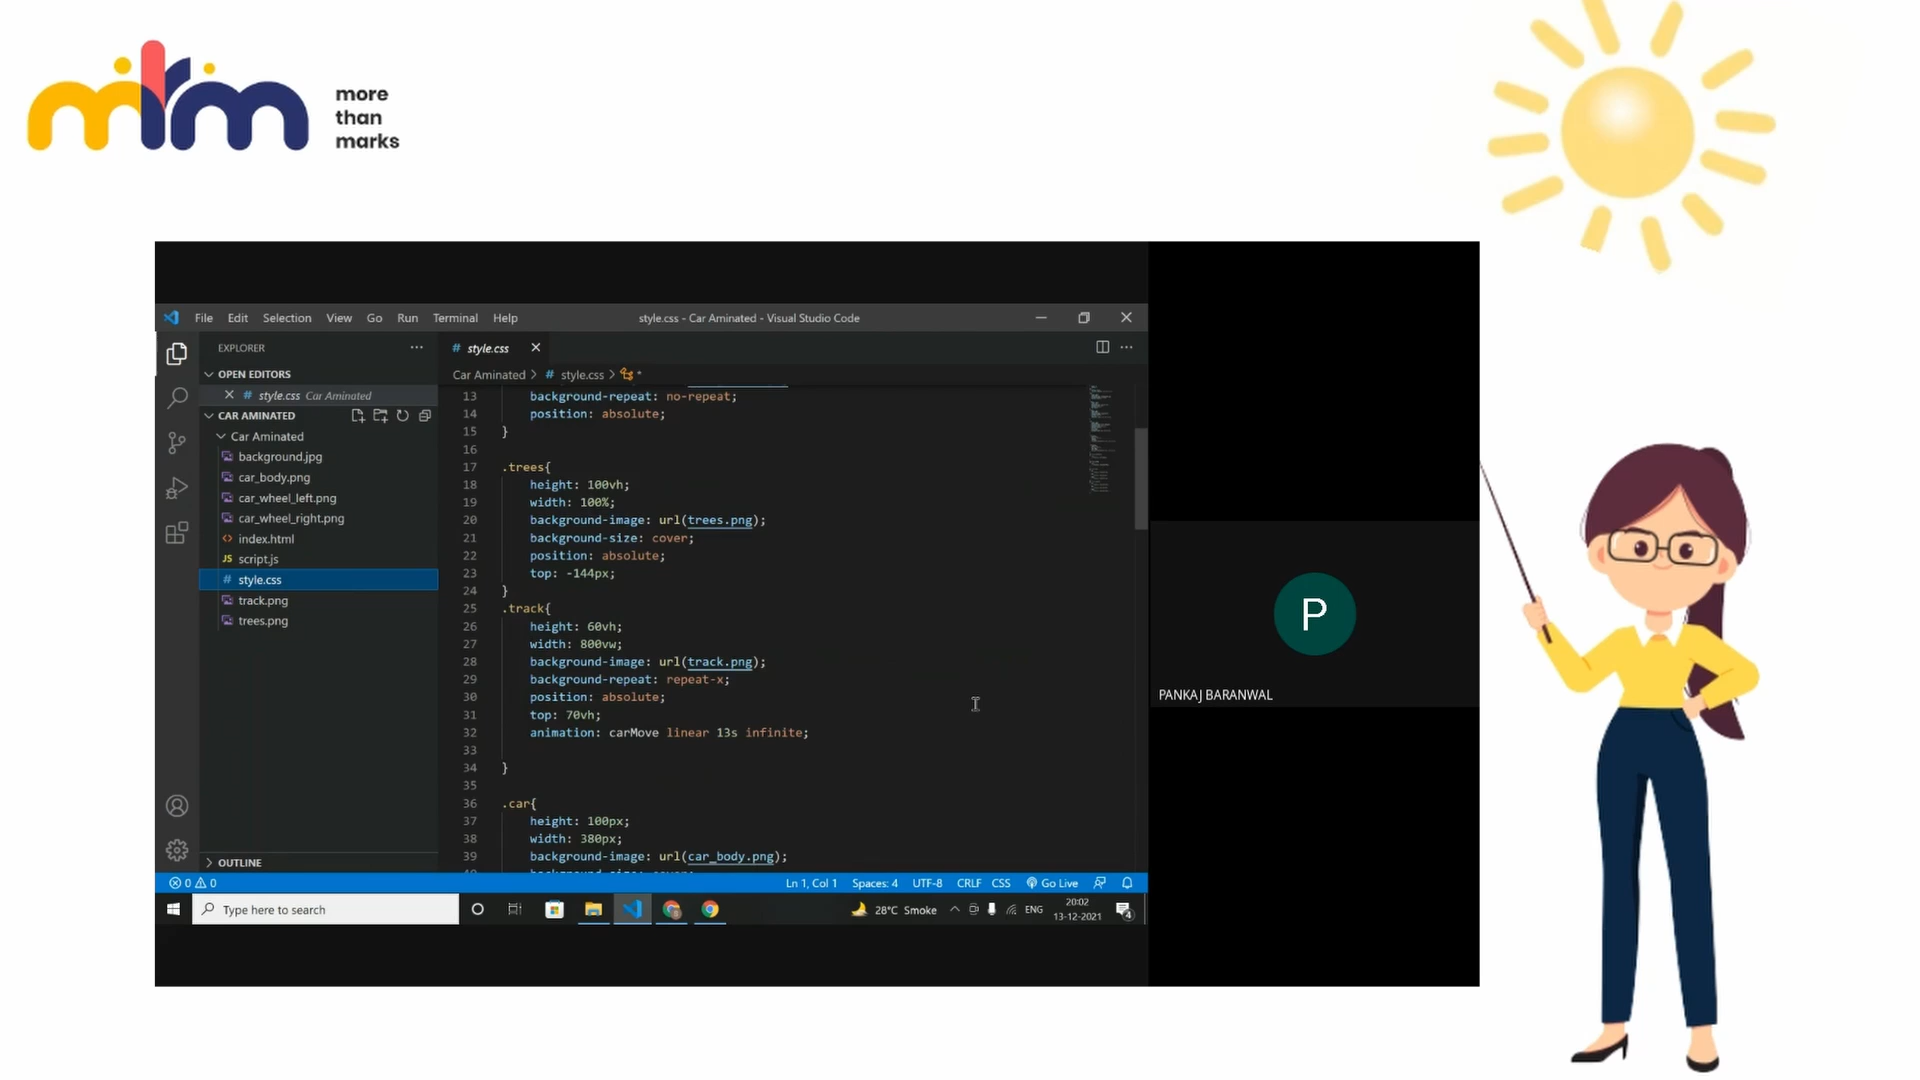 mtm
more
than
marks
File Edit Selection View Go Run Terminal Help
style.css - Car Aminated - Visual Studio Code
EXPLORER
# style.css
OPEN EDITORS
# style.css Car Aminated
CAR AMINATED
Car Aminated
background.jpg
car_body.png
car_wheel_left.png
car_wheel_right.png
<> index.html
JS script.js
# style.css
track.png
trees.png
OUTLINE
Car Aminated > # style.css > *
13 background-repeat: no-repeat;
14 position: absolute;
15 }
16
17 .trees{
18 height: 100vh;
19 width: 100%;
20 background-image: url(trees.png);
21 background-size: cover;
22 position: absolute;
23 top: -144px;
24 }
25 .track{
26 height: 60vh;
27 width: 800vw;
28 background-image: url(track.png);
29 background-repeat: repeat-x;
30 position: absolute;
31 top: 70vh;
32 animation: carMove linear 13s infinite;
33
34 }
35
36 .car{
37 height: 100px;
38 width: 380px;
39 background-image: url(car_body.png);
0 0
Ln 1, Col 1 Spaces: 4 UTF-8 CRLF CSS Go Live
Type here to search
28°C Smoke
ENG
20:02
13-12-2021
4
P
PANKAJ BARANWAL